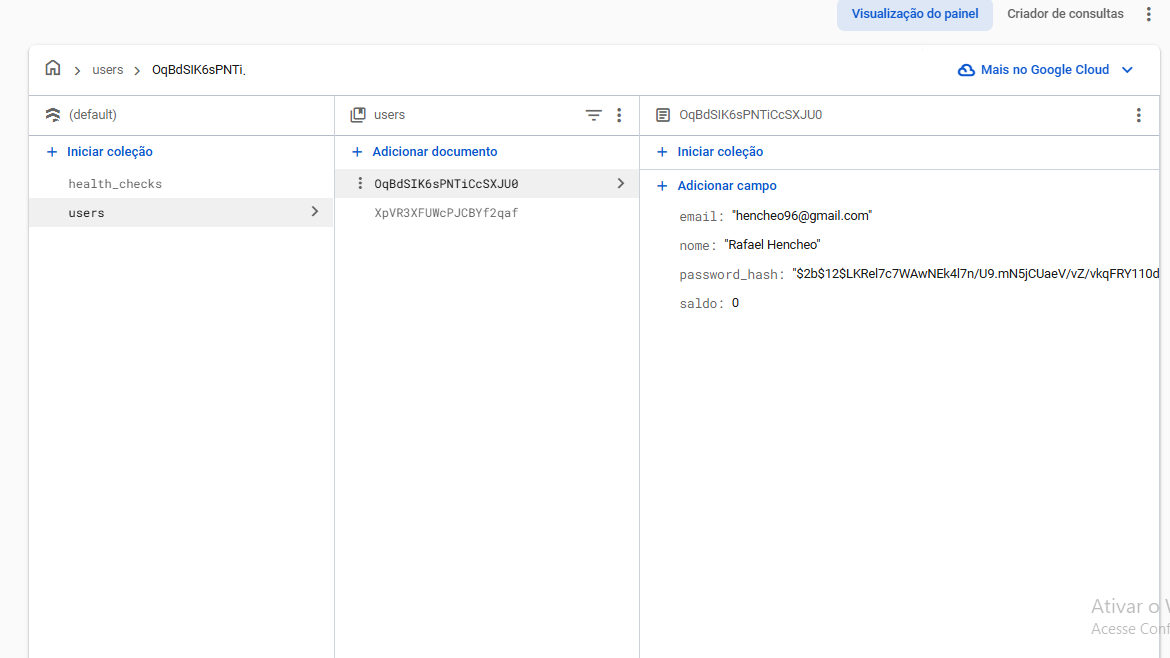 Visualização do painel
Criador de consultas
users
OqBdSIK6sPNTi.
Mais no Google Cloud
(default)
Iniciar coleção
health_checks
users
users
Adicionar documento
OqBdSIK6sPNTiCcSXJU0
XpVR3XFUWcPJCBYf2qaf
OqBdSIK6sPNTiCcSXJU0
Iniciar coleção
Adicionar campo
email: "hencheo96@gmail.com"
nome: "Rafael Hencheo"
password_hash: "$2b$12$LKRel7c7WAwNEk4l7n/U9.mN5jCUaeV/vZ/vkqFRY110d
saldo: 0
Ativar o
Acesse Conf